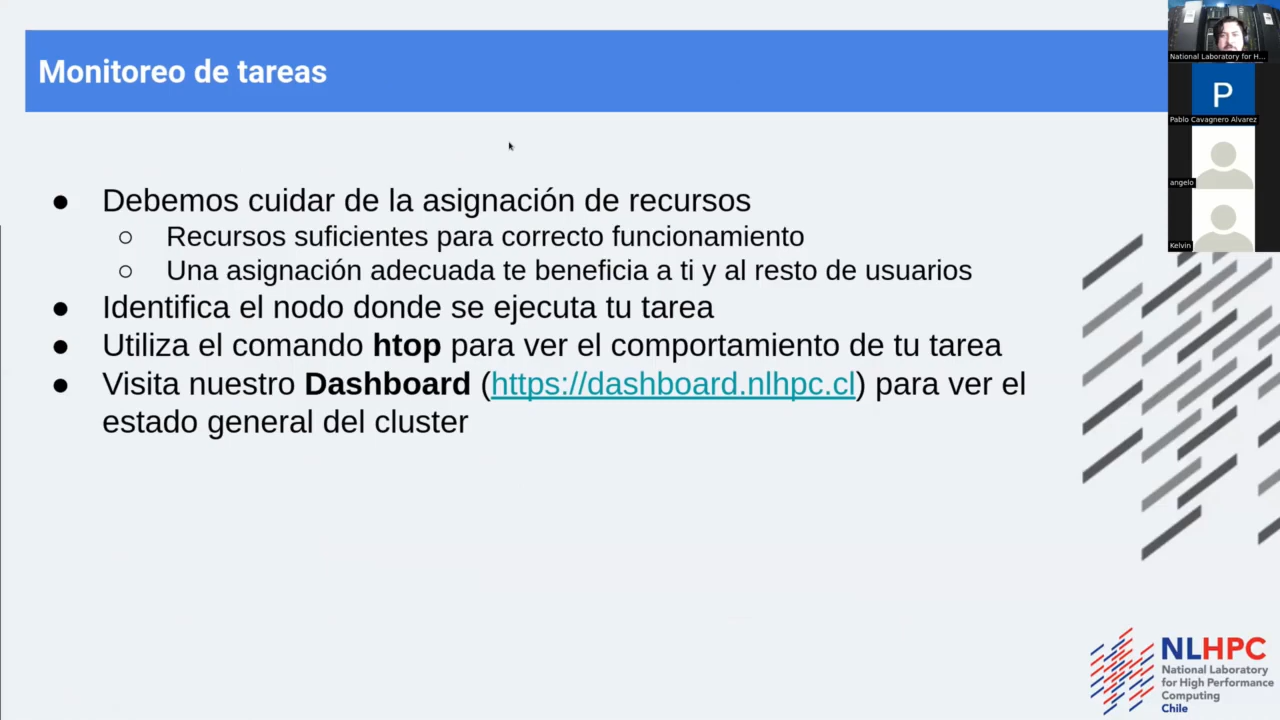 Monitoreo de tareas
● Debemos cuidar de la asignación de recursos
○ Recursos suficientes para correcto funcionamiento
○ Una asignación adecuada te beneficia a ti y al resto de usuarios
● Identifica el nodo donde se ejecuta tu tarea
● Utiliza el comando htop para ver el comportamiento de tu tarea
● Visita nuestro Dashboard (https://dashboard.nlhpc.cl) para ver el
estado general del cluster
National Laboratory for H...
P
Pablo Cavagnero Alvarez
angelo
Kelvin
NLHPC
National Laboratory
for High Performance
Computing
Chile